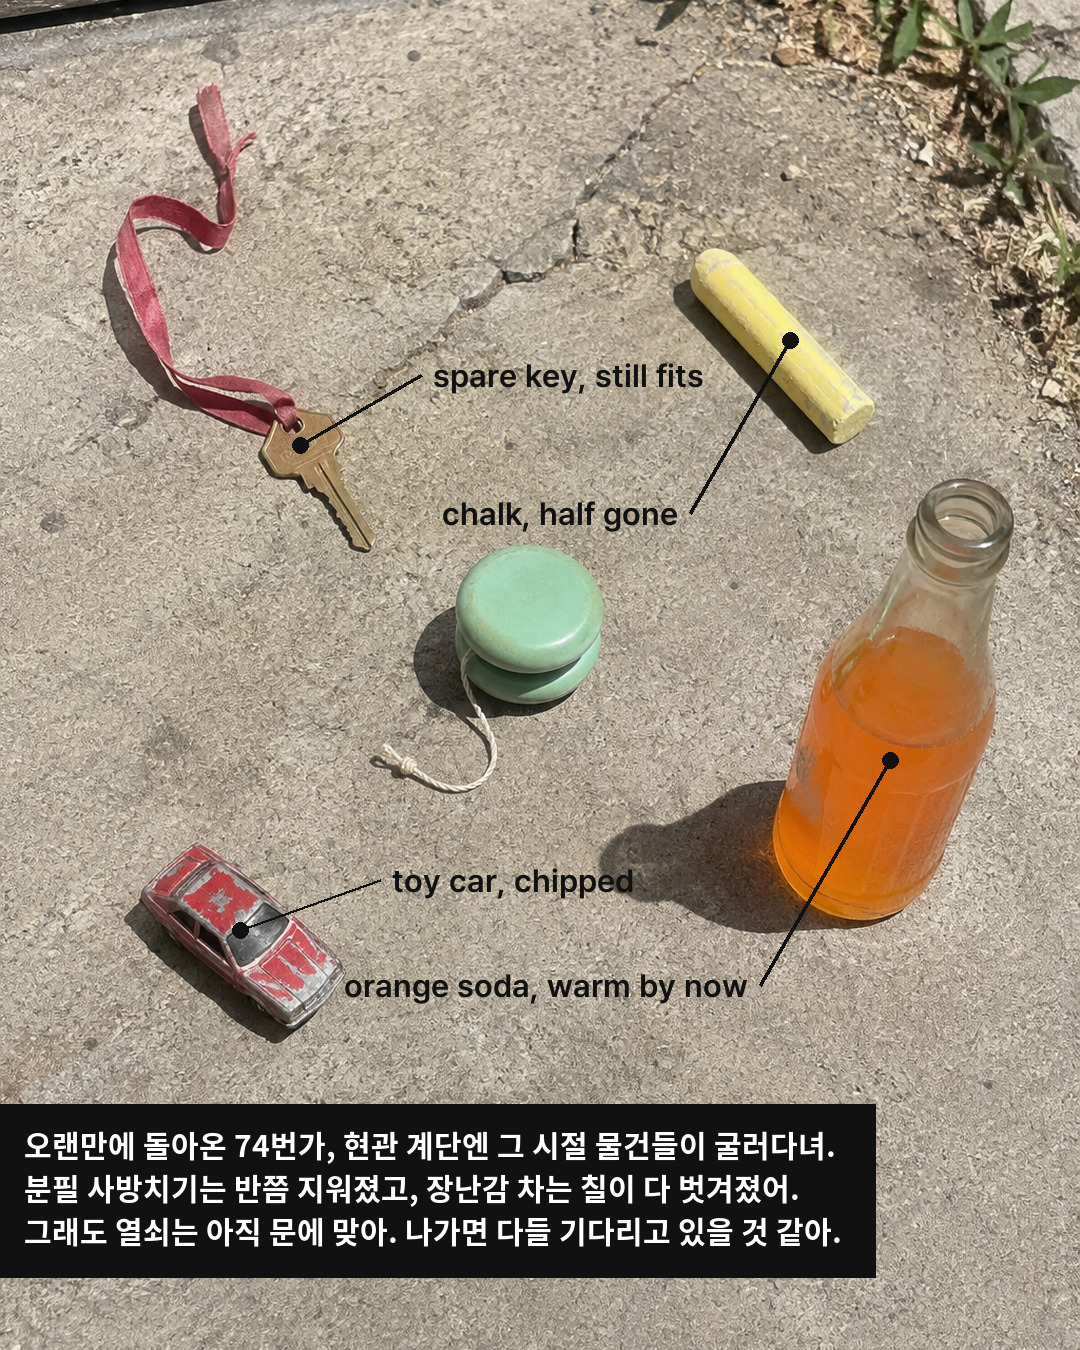 spare key, still fits
chalk, half gone
toy car, chipped
orange soda, warm by now
오랜만에 돌아온 74번가, 현관 계단엔 그 시절 물건들이 굴러다녀.
분필 사방치기는 반쯤 지워졌고, 장난감 차는 칠이 다 벗겨졌어.
그래도 열쇠는 아직 문에 맞아. 나가면 다들 기다리고 있을 것 같아.